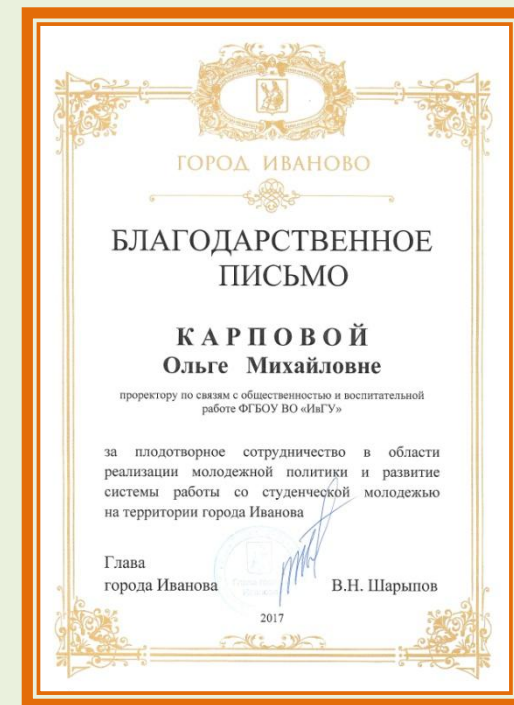 ГОРОД ИВАНОВО
БЛАГОДАРСТВЕННОЕ
ПИСЬМО
КАРПОВОЙ
Ольге Михайловне
проректору по связям с общественностью и воспитательной
работе ФГБОУ ВО «ИвГУ»
за плодотворное сотрудничество в области
реализации молодежной политики и развитие
системы работы со студенческой молодежью
на территории города Иванова
Глава
города Иванова В.Н. Шарыпов
2017